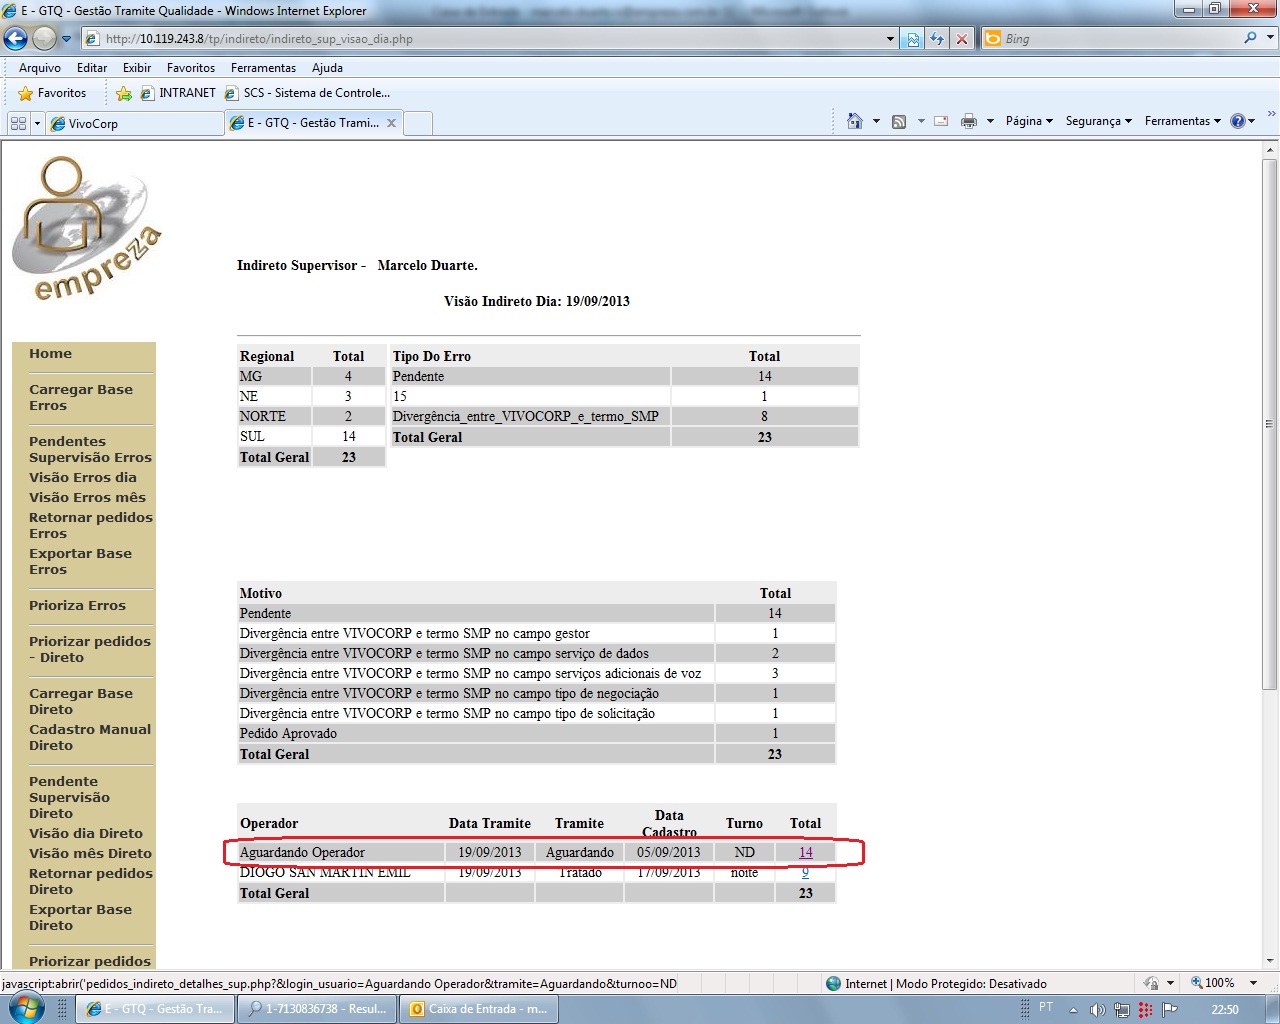 E - GTQ - Gestão Tramite Qualidade - Windows Internet Explorer
http://10.119.243.8/tp/indireto/indireto_sup_visao_dia.php
Bing
Arquivo Editar Exibir Favoritos Ferramentas Ajuda
Favoritos INTRANET SCS - Sistema de Controle...
VivoCorp E - GTQ - Gestão Trami... X Página Segurança Ferramentas
empreza
Indireto Supervisor - Marcelo Duarte.
Visão Indireto Dia: 19/09/2013
Home
Carregar Base
Erros
Pendentes
Supervisão Erros
Visão Erros dia
Visão Erros mês
Retornar pedidos
Erros
Exportar Base
Erros
Prioriza Erros
Priorizar pedidos
- Direto
Carregar Base
Direto
Cadastro Manual
Direto
Pendente
Supervisão
Direto
Visão dia Direto
Visão mês Direto
Retornar pedidos
Direto
Exportar Base
Direto
Priorizar pedidos
Regional Total
MG 4
NE 3
NORTE 2
SUL 14
Total Geral 23
Tipo Do Erro Total
Pendente 14
15 1
Divergência_entre_VIVOCORP_e_termo_SMP 8
Total Geral 23
Motivo Total
Pendente 14
Divergência entre VIVOCORP e termo SMP no campo gestor 1
Divergência entre VIVOCORP e termo SMP no campo serviço de dados 2
Divergência entre VIVOCORP e termo SMP no campo serviços adicionais de voz 3
Divergência entre VIVOCORP e termo SMP no campo tipo de negociação 1
Divergência entre VIVOCORP e termo SMP no campo tipo de solicitação 1
Pedido Aprovado 1
Total Geral 23
Operador Data Tramite Tramite Data Cadastro Turno Total
Aguardando Operador 19/09/2013 Aguardando 05/09/2013 ND 14
DIOGO SAN MARTIN EMIL 19/09/2013 Tratado 17/09/2013 noite 9
Total Geral 23
javascript:abrir('pedidos_indireto_detalhes_sup.php?&login_usuario=Aguardando Operador&tramite=Aguardando&turnoo=ND
Internet | Modo Protegido: Desativado 100%
E - GTQ - Gestão Tra... 1-7130836738 - Resul... Caixa de Entrada - m... PT 22:50